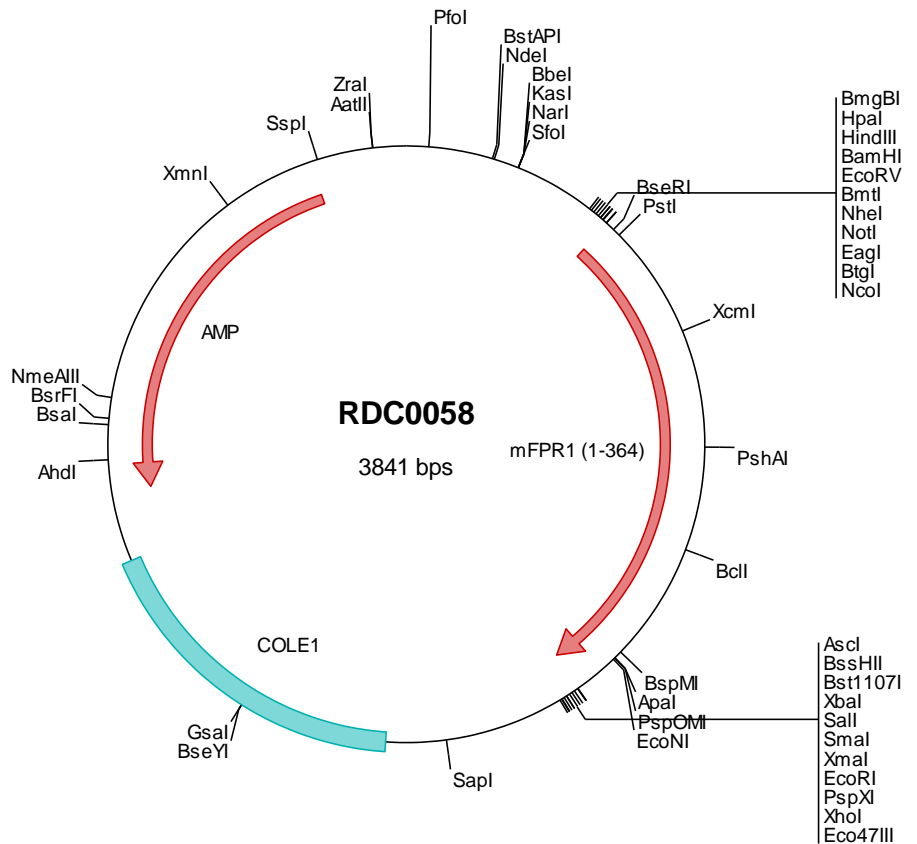 PfoI
BstAPI
NdeI
BbeI
KasI
NarI
SfoI
ZraI
AatII
SspI
XmnI
BmgBI
HpaI
HindIII
BamHI
EcoRV
BmtI
NheI
NotI
EagI
BtgI
NcoI
BseRI
PstI
XcmI
AMP
NmeAIII
BsrFI
BsaI
AhdI
RDC0058
3841 bps
mFPR1 (1-364)
PshAI
BclI
COLE1
GsaI
BseYI
SapI
BspMI
ApaI
PspOMI
EcoNI
AscI
BssHII
Bst1107I
XbaI
SalI
SmaI
XmaI
EcoRI
PspXI
XhoI
Eco47III